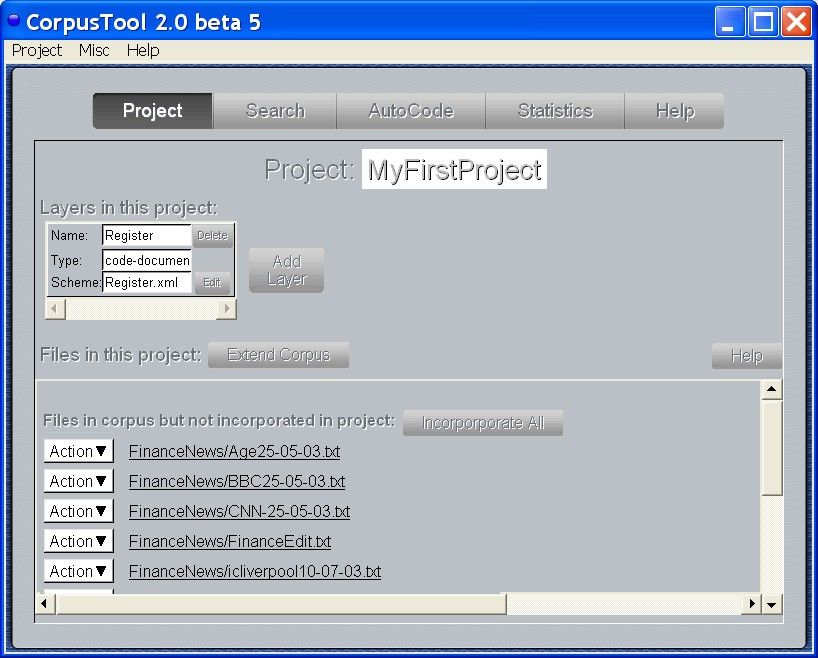 CorpusTool 2.0 beta 5
Project Misc Help
Project Search AutoCode Statistics Help
Project: MyFirstProject
Layers in this project:
Name: Register Delete
Type: code-documen
Scheme: Register.xml Edit
Add
Layer
Files in this project: Extend Corpus Help
Files in corpus but not incorporated in project: Incorporporate All
Action▼ FinanceNews/Age25-05-03.txt
Action▼ FinanceNews/BBC25-05-03.txt
Action▼ FinanceNews/CNN-25-05-03.txt
Action▼ FinanceNews/FinanceEdit.txt
Action▼ FinanceNews/icliverpool10-07-03.txt